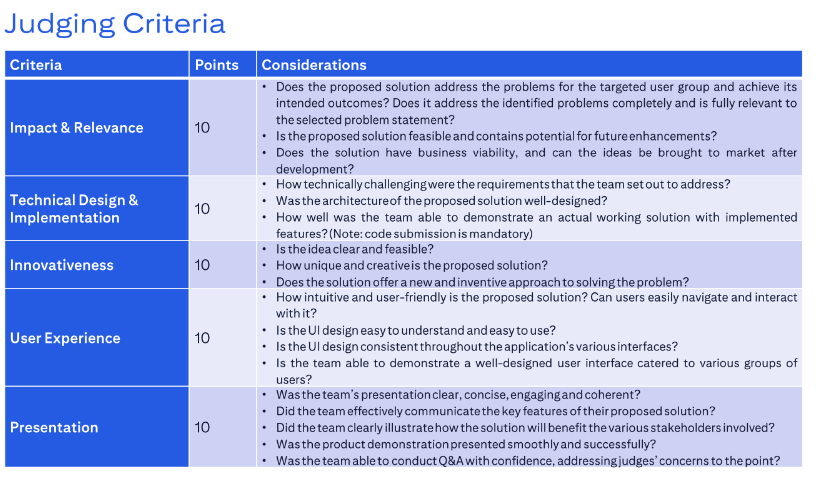 Judging Criteria
Criteria Points Considerations
Impact & Relevance
10
• Does the proposed solution address the problems for the targeted user group and achieve its
intended outcomes? Does it address the identified problems completely and is fully relevant to
the selected problem statement?
• Is the proposed solution feasible and contains potential for future enhancements?
• Does the solution have business viability, and can the ideas be brought to market after
development?
Technical Design &
Implementation
10
• How technically challenging were the requirements that the team set out to address?
• Was the architecture of the proposed solution well-designed?
• How well was the team able to demonstrate an actual working solution with implemented
features? (Note: code submission is mandatory)
Innovativeness
10
• Is the idea clear and feasible?
• How unique and creative is the proposed solution?
• Does the solution offer a new and inventive approach to solving the problem?
User Experience
10
• How intuitive and user-friendly is the proposed solution? Can users easily navigate and interact
with it?
• Is the UI design easy to understand and easy to use?
• Is the UI design consistent throughout the application's various interfaces?
• Is the team able to demonstrate a well-designed user interface catered to various groups of
users?
Presentation
10
• Was the team's presentation clear, concise, engaging and coherent?
• Did the team effectively communicate the key features of their proposed solution?
• Did the team clearly illustrate how the solution will benefit the various stakeholders involved?
• Was the product demonstration presented smoothly and successfully?
• Was the team able to conduct Q&A with confidence, addressing judges' concerns to the point?